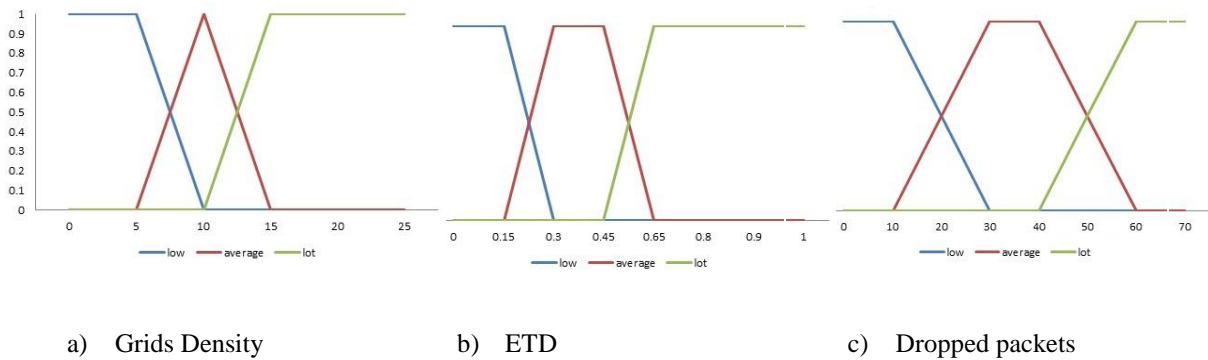 1
0.9
0.8
0.7
0.6
0.5
0.4
0.3
0.2
0.1
0
0 5 10 15 20 25
low average lot
0 0.15 0.3 0.45 0.65 0.8 0.9 1
low average lot
0 10 20 30 40 50 60 70
low average lot
a) Grids Density
b) ETD
c) Dropped packets